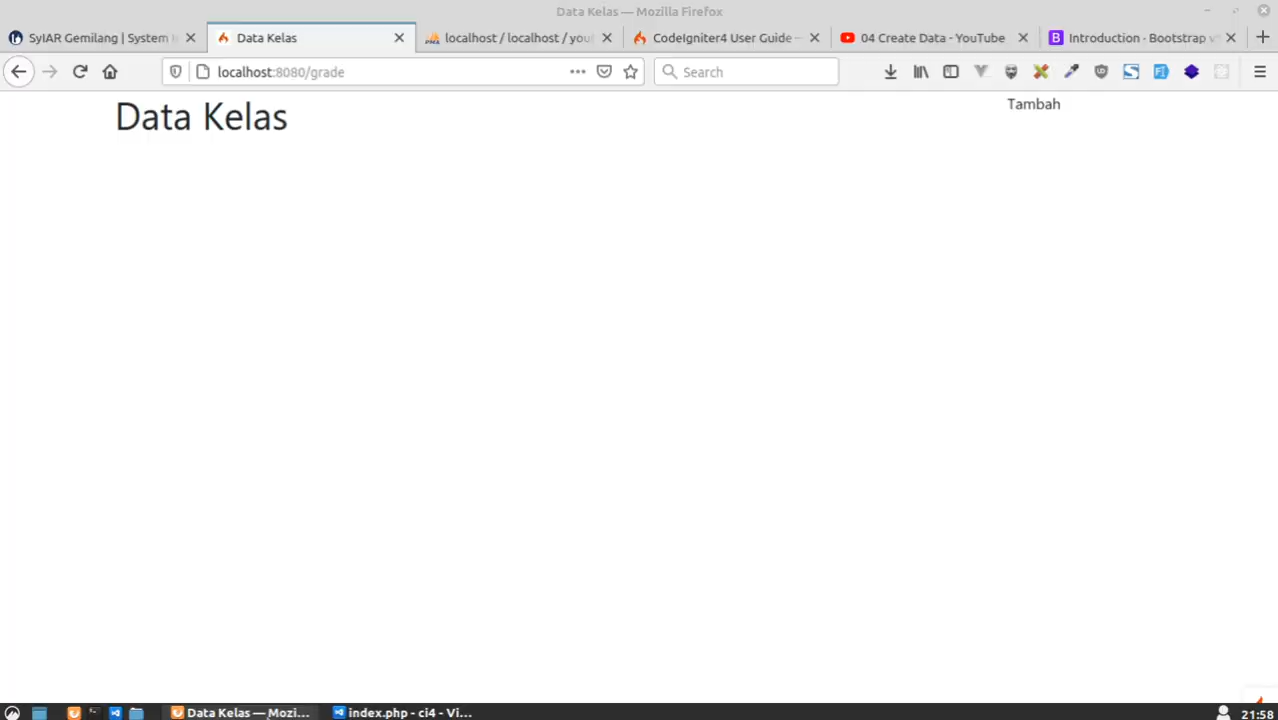 Data Kelas — Mozilla Firefox
SyIAR Gemilang | System
Data Kelas
localhost / localhost / you
CodeIgniter4 User Guide —
04 Create Data - YouTube
Introduction · Bootstrap v
localhost:8080/grade
Search
Data Kelas
Tambah
Data Kelas — Mozi...
index.php - ci4 - Vi...
21:58